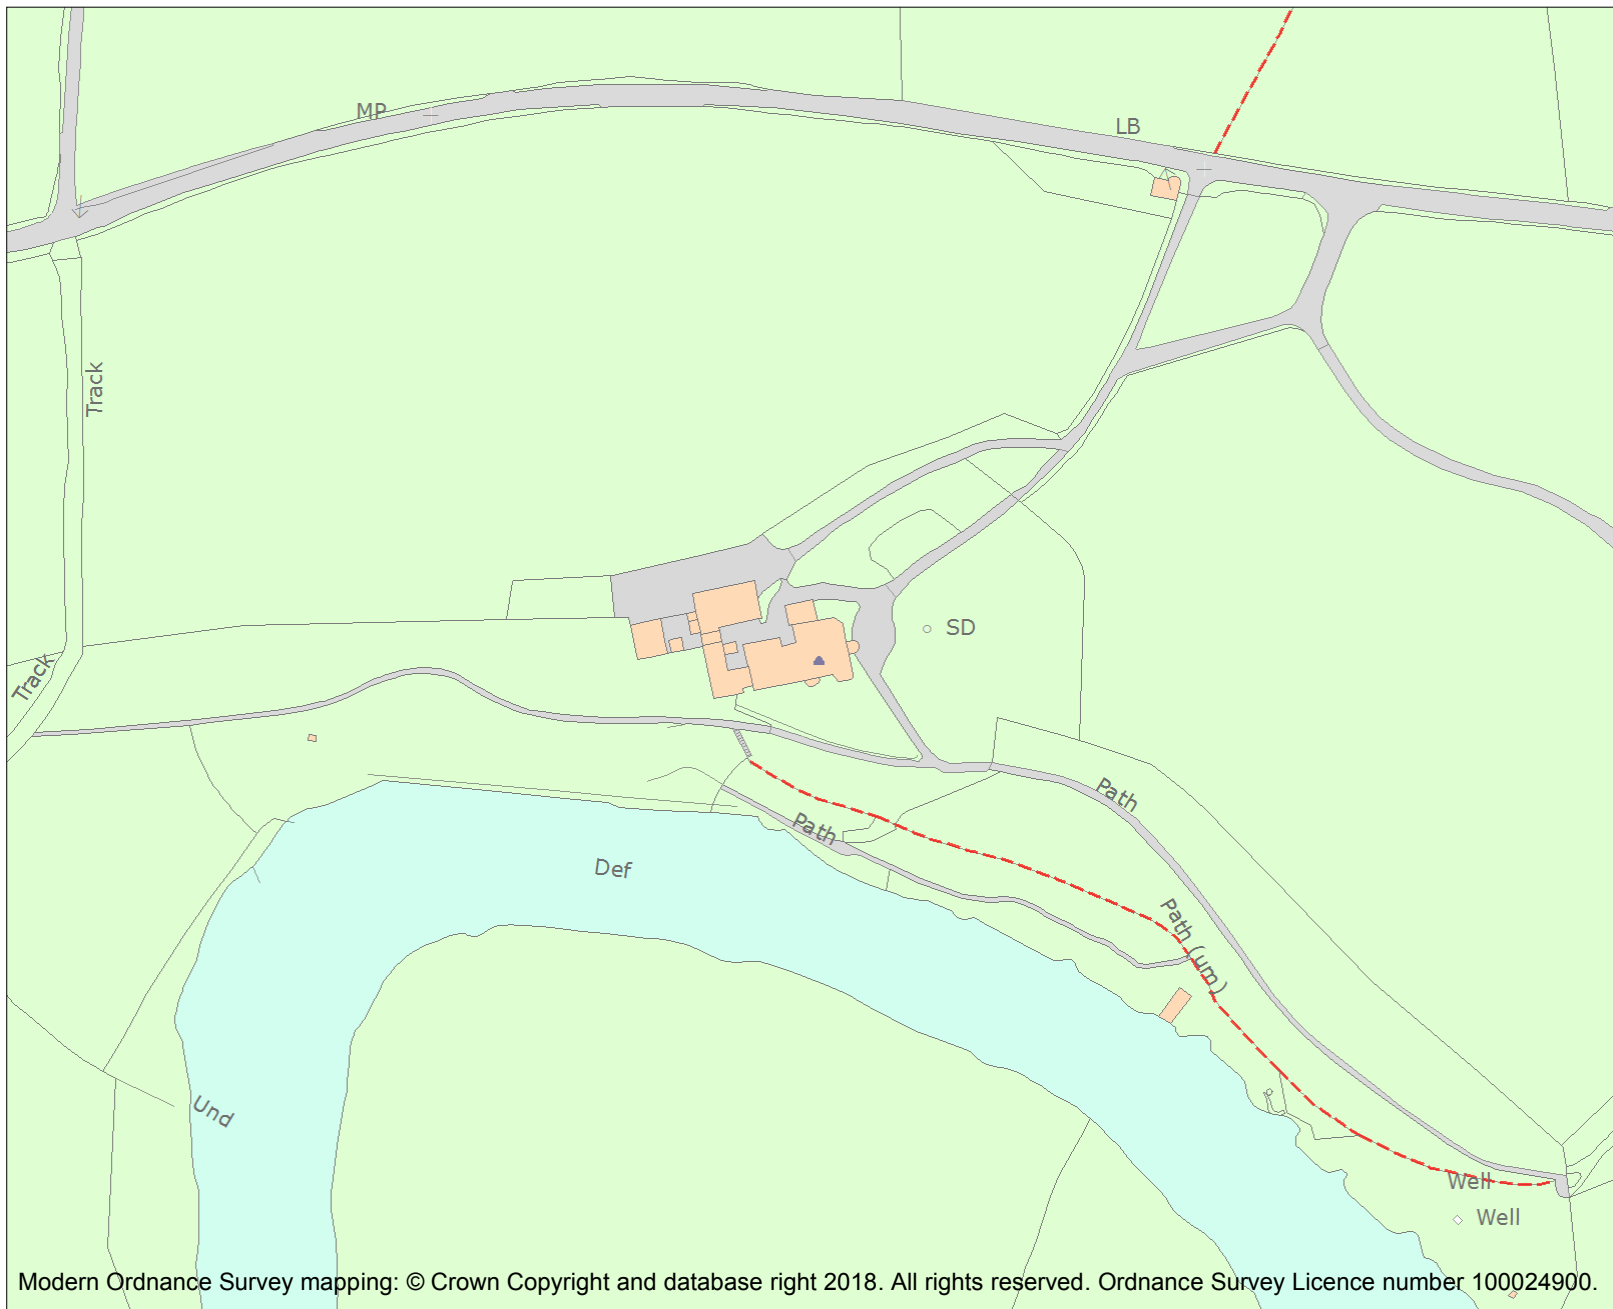 MP
LB
Track
SD
Track
Path
Path
Def
Path (um)
Und
Well
Well
Modern Ordnance Survey mapping: © Crown Copyright and database right 2018. All rights reserved. Ordnance Survey Licence number 100024900.